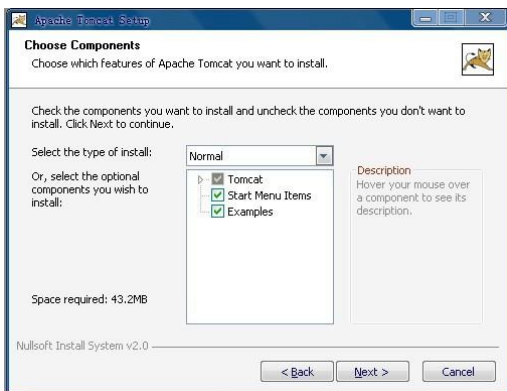 Apache Tomcat Setup
Choose Components
Choose which features of Apache Tomcat you want to install.
Check the components you want to install and uncheck the components you don't want to
install. Click Next to continue.
Select the type of install:
Normal
Or, select the optional
components you wish to
install:
Tomcat
Start Menu Items
Examples
Description
Hover your mouse over
a component to see its
description.
Space required: 43.2MB
Nullsoft Install System v2.0
< Back
Next >
Cancel